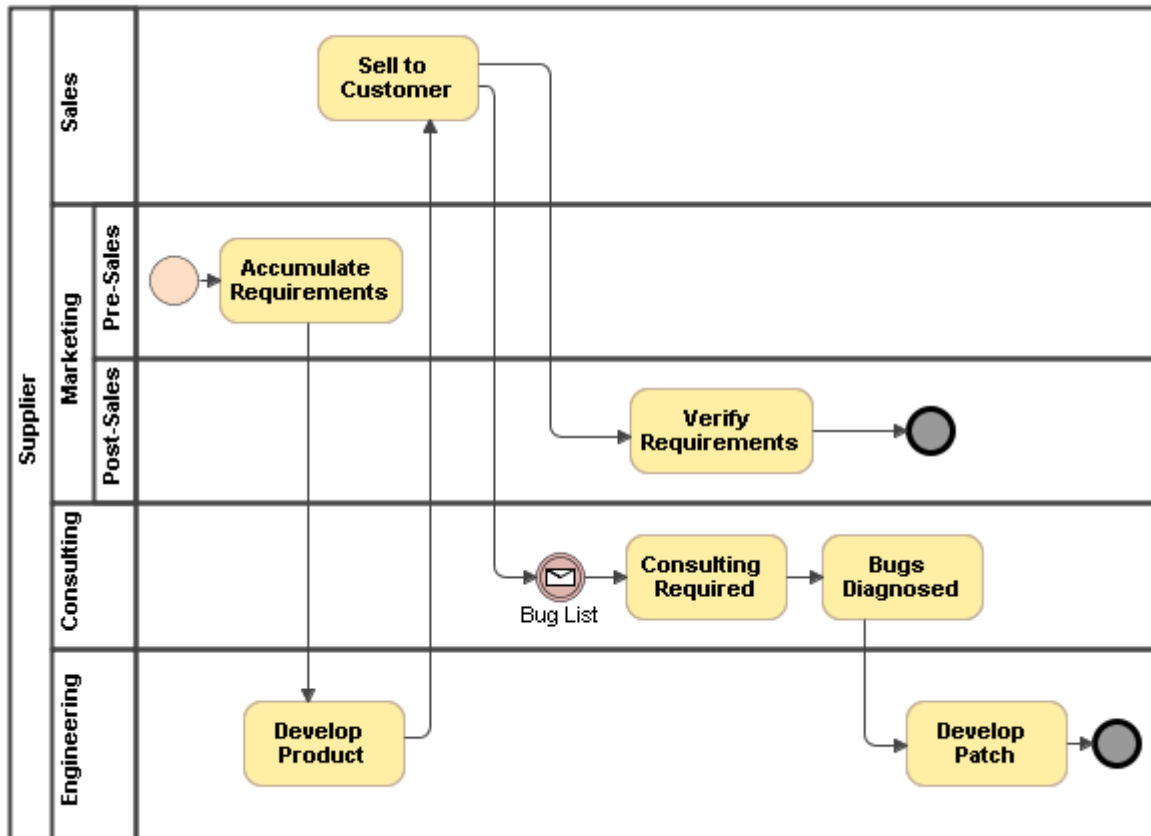 Supplier
Sales
Sell to
Customer
Marketing
Pre-Sales
Accumulate
Requirements
Post-Sales
Verify
Requirements
Consulting
Bug List
Consulting
Required
Bugs
Diagnosed
Engineering
Develop
Product
Develop
Patch